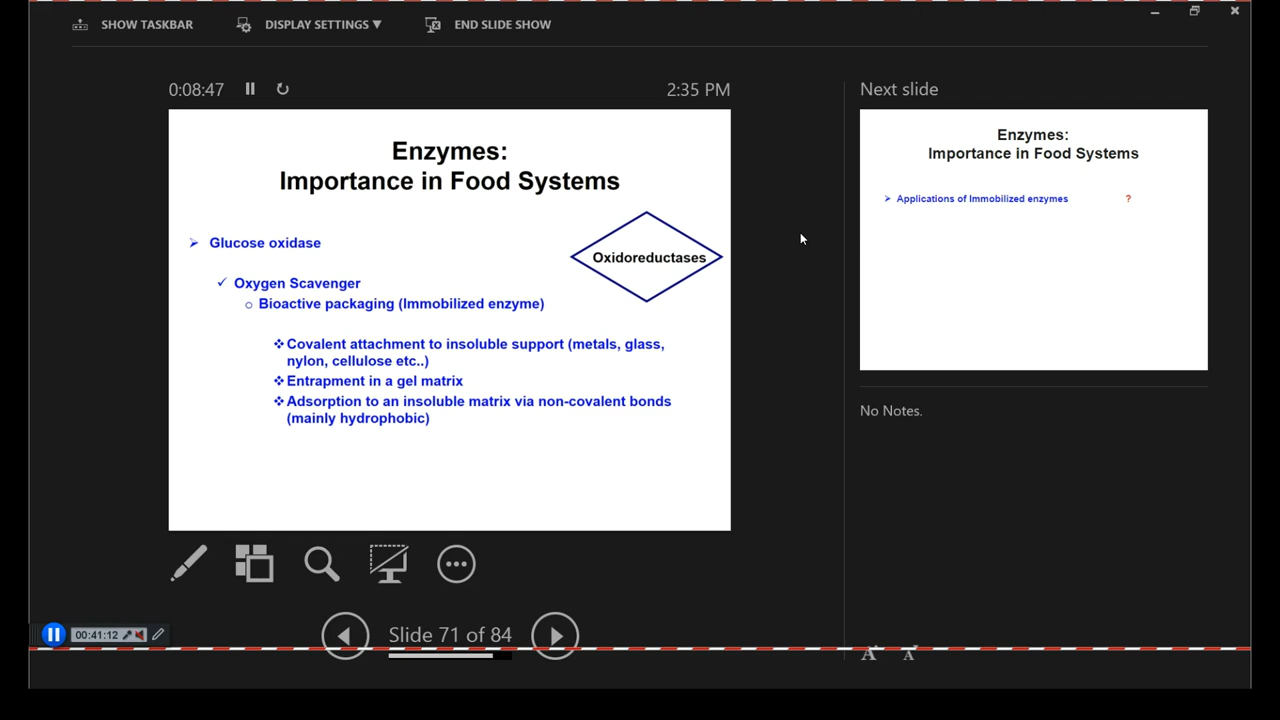 SHOW TASKBAR
DISPLAY SETTINGS ▼
END SLIDE SHOW
0:08:47
2:35 PM
Enzymes:
Importance in Food Systems
➢ Glucose oxidase
Oxidoreductases
✓ Oxygen Scavenger
o Bioactive packaging (Immobilized enzyme)
❖Covalent attachment to insoluble support (metals, glass,
nylon, cellulose etc..)
❖Entrapment in a gel matrix
❖Adsorption to an insoluble matrix via non-covalent bonds
(mainly hydrophobic)
Next slide
Enzymes:
Importance in Food Systems
➢ Applications of Immobilized enzymes ?
No Notes.
00:41:12
Slide 71 of 84
A A